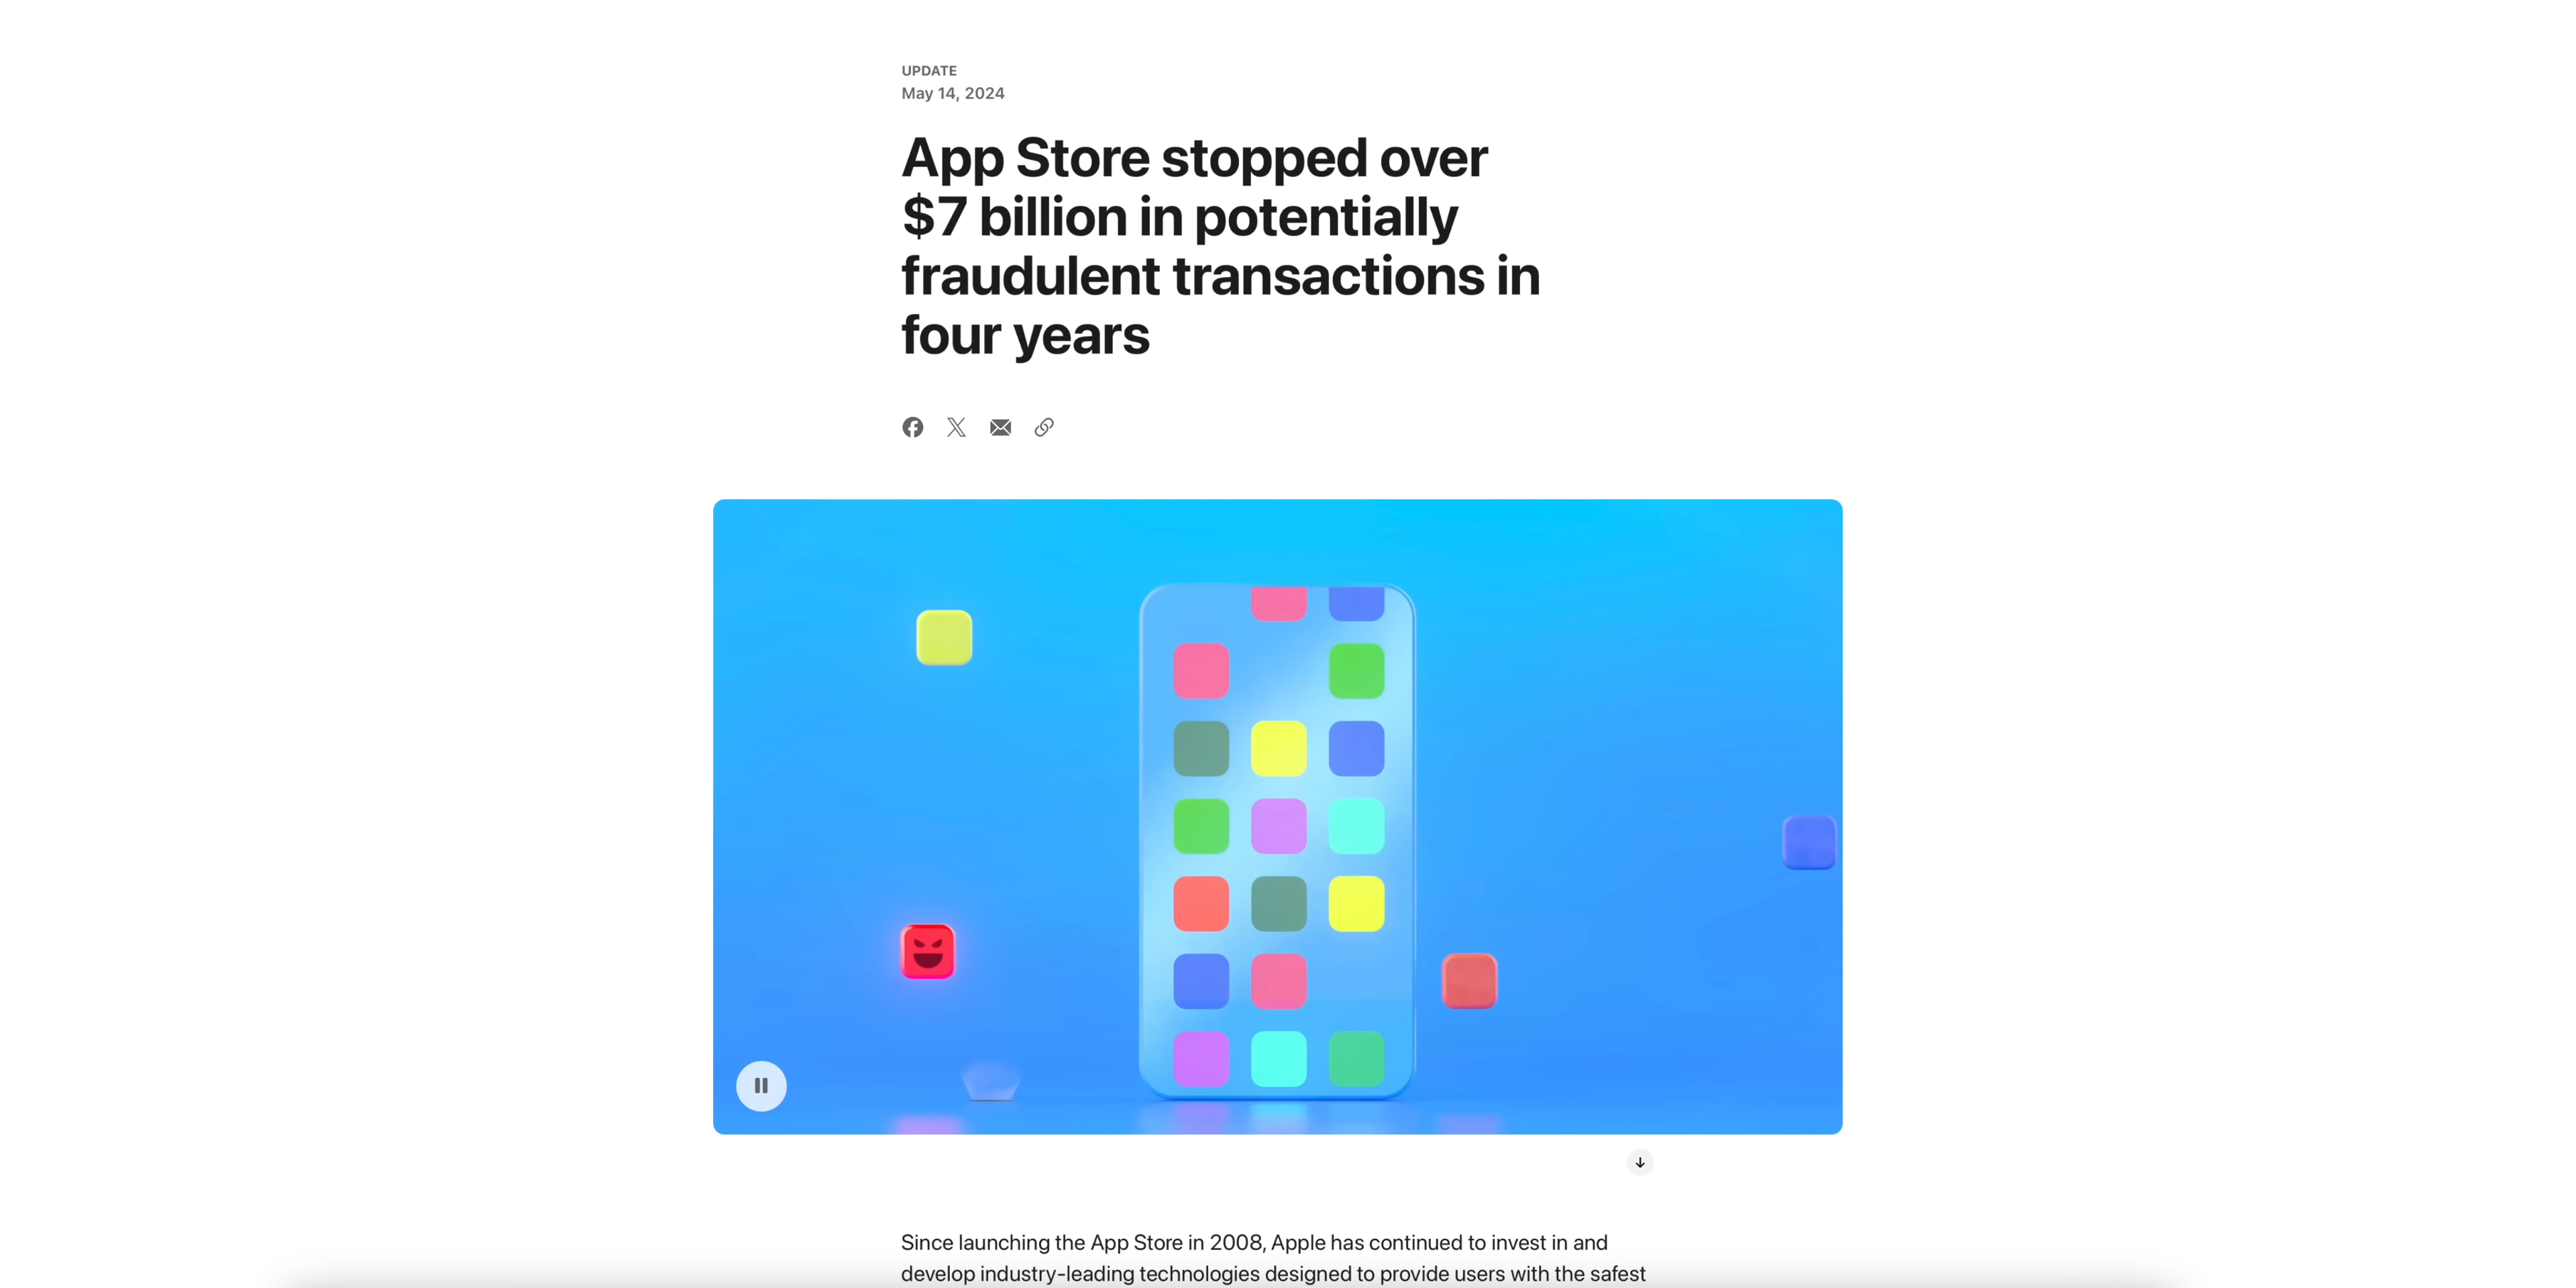 UPDATE
May 14, 2024
App Store stopped over
$7 billion in potentially
fraudulent transactions in
four years
Since launching the App Store in 2008, Apple has continued to invest in and
develop industry-leading technologies designed to provide users with the safest